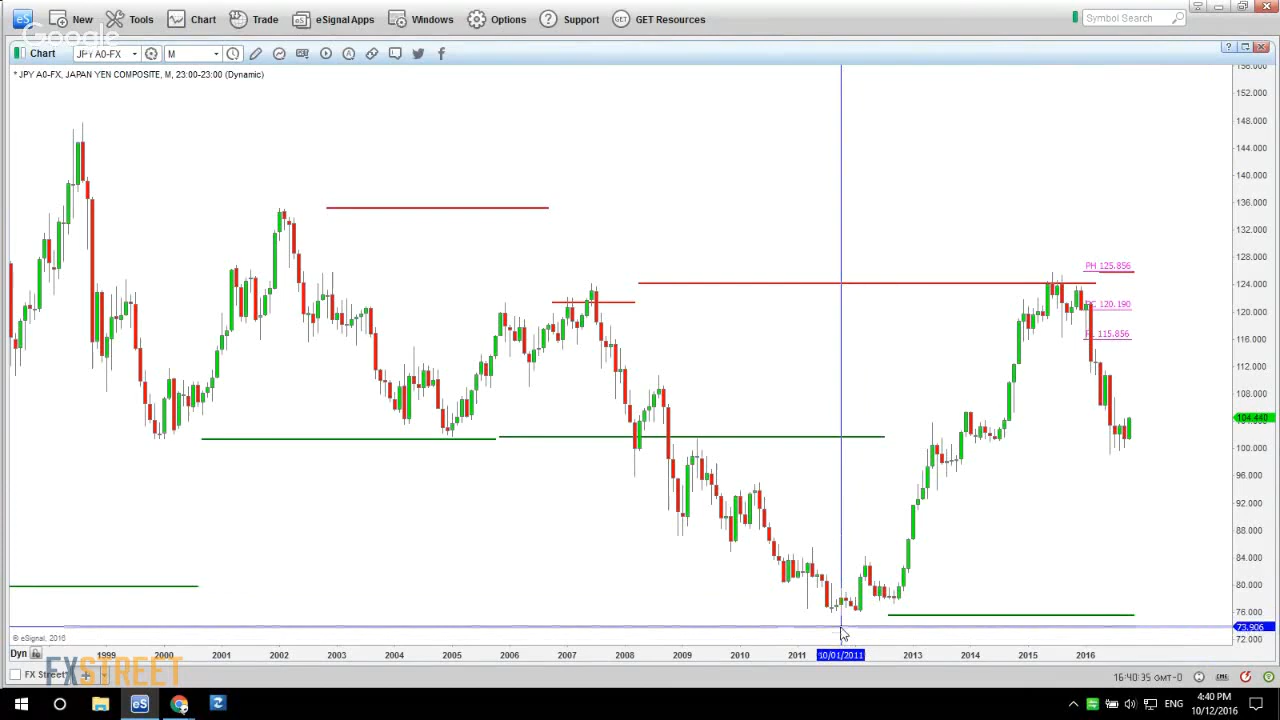 eS New Tools Chart Trade eSignal Apps Windows Options Support GET GET Resources Symbol Search
Google
Chart JPY A0-FX M
* JPY A0-FX, JAPAN YEN COMPOSITE, M, 23:00-23:00 (Dynamic)
156.000
152.000
148.000
144.000
140.000
136.000
132.000
128.000
124.000
120.000
116.000
112.000
108.000
104.440
100.000
96.000
92.000
88.000
84.000
80.000
76.000
73.906
72.000
PH 125.856
PC 120.190
PL 115.856
© eSignal, 2016
Dyn 1999 2000 2001 2002 2003 2004 2005 2006 2007 2008 2009 2010 2011 10/01/2011 2013 2014 2015 2016
FX Street*
FXSTREET
16:40:35 GMT-0
eS ENG 4:40 PM
10/12/2016